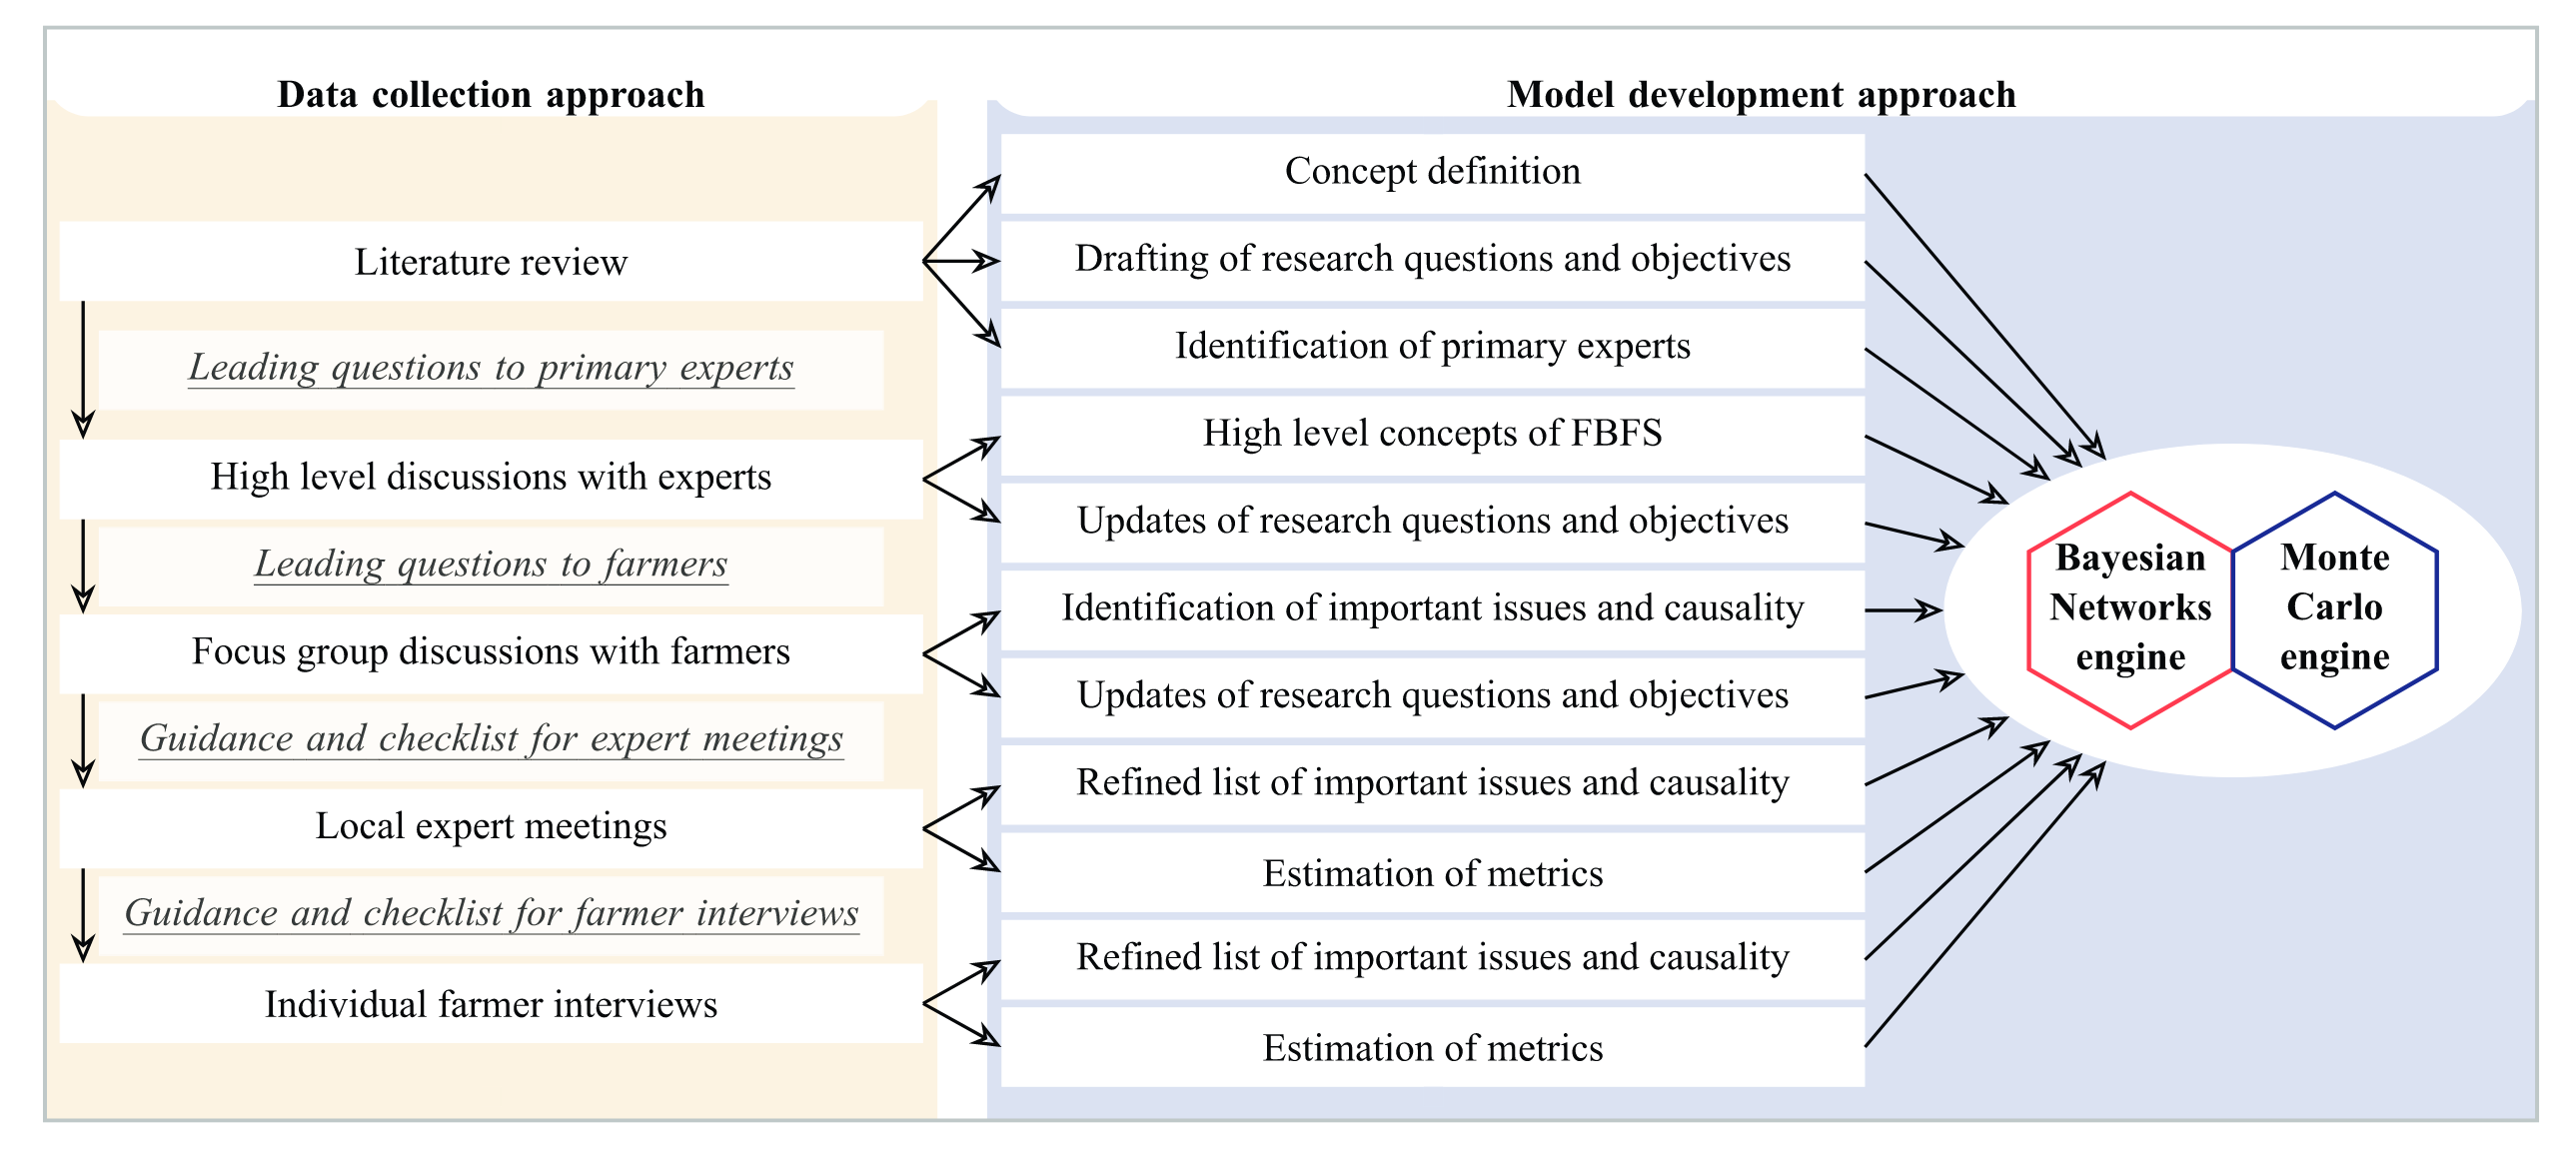 Data collection approach
Literature review
Leading questions to primary experts
High level discussions with experts
Leading questions to farmers
Focus group discussions with farmers
Guidance and checklist for expert meetings
Local expert meetings
Guidance and checklist for farmer interviews
Individual farmer interviews
Model development approach
Concept definition
Drafting of research questions and objectives
Identification of primary experts
High level concepts of FBFS
Updates of research questions and objectives
Identification of important issues and causality
Updates of research questions and objectives
Refined list of important issues and causality
Estimation of metrics
Refined list of important issues and causality
Estimation of metrics
Bayesian
Networks
engine
Monte
Carlo
engine